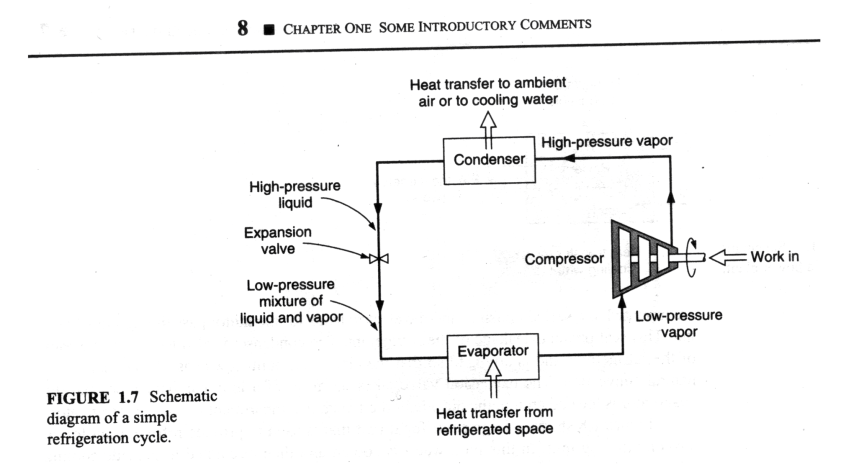 8 ■ CHAPTER ONE SOME INTRODUCTORY COMMENTS
Heat transfer to ambient
air or to cooling water
High-pressure vapor
Condenser
High-pressure
liquid
Expansion
valve
Compressor
Work in
Low-pressure
mixture of
liquid and vapor
Low-pressure
vapor
Evaporator
Heat transfer from
refrigerated space
FIGURE 1.7 Schematic
diagram of a simple
refrigeration cycle.